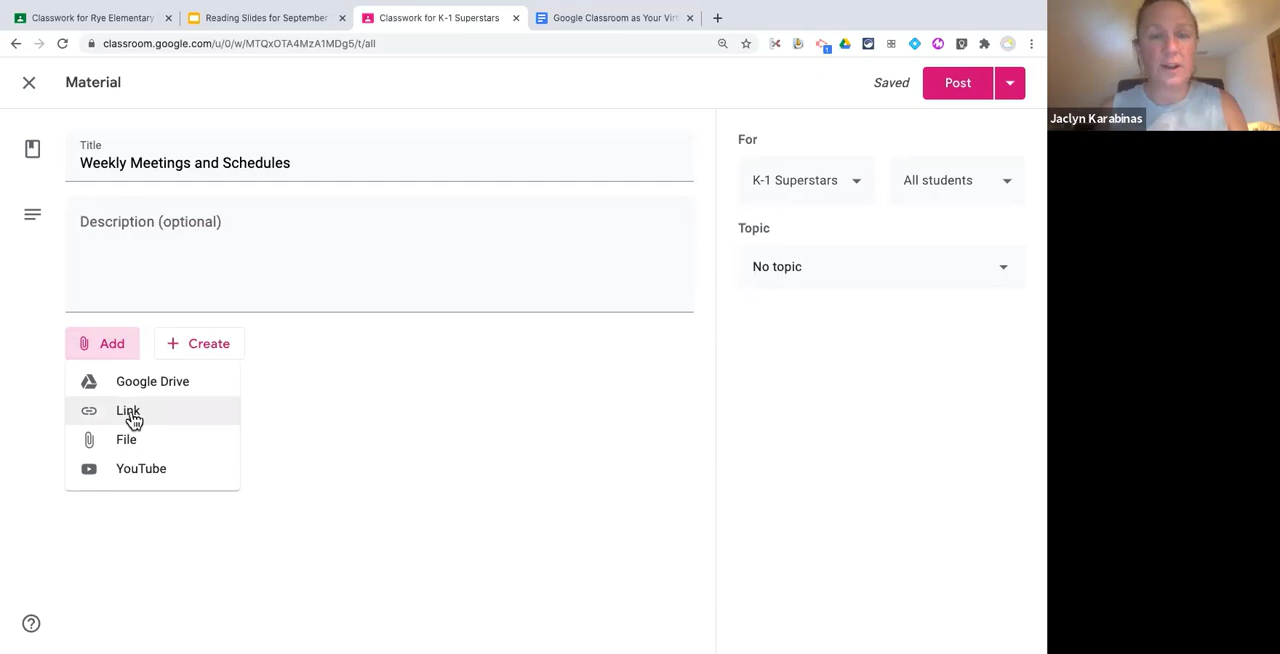 Classwork for Rye Elementary
Reading Slides for September
Classwork for K-1 Superstars
Google Classroom as Your Virt
classroom.google.com/u/0/w/MTQxOTA4MzA1MDg5/t/all
1
Material
Saved
Post
Title
Weekly Meetings and Schedules
Description (optional)
Add
Create
Google Drive
Link
File
YouTube
For
K-1 Superstars
All students
Topic
No topic
Jaclyn Karabinas